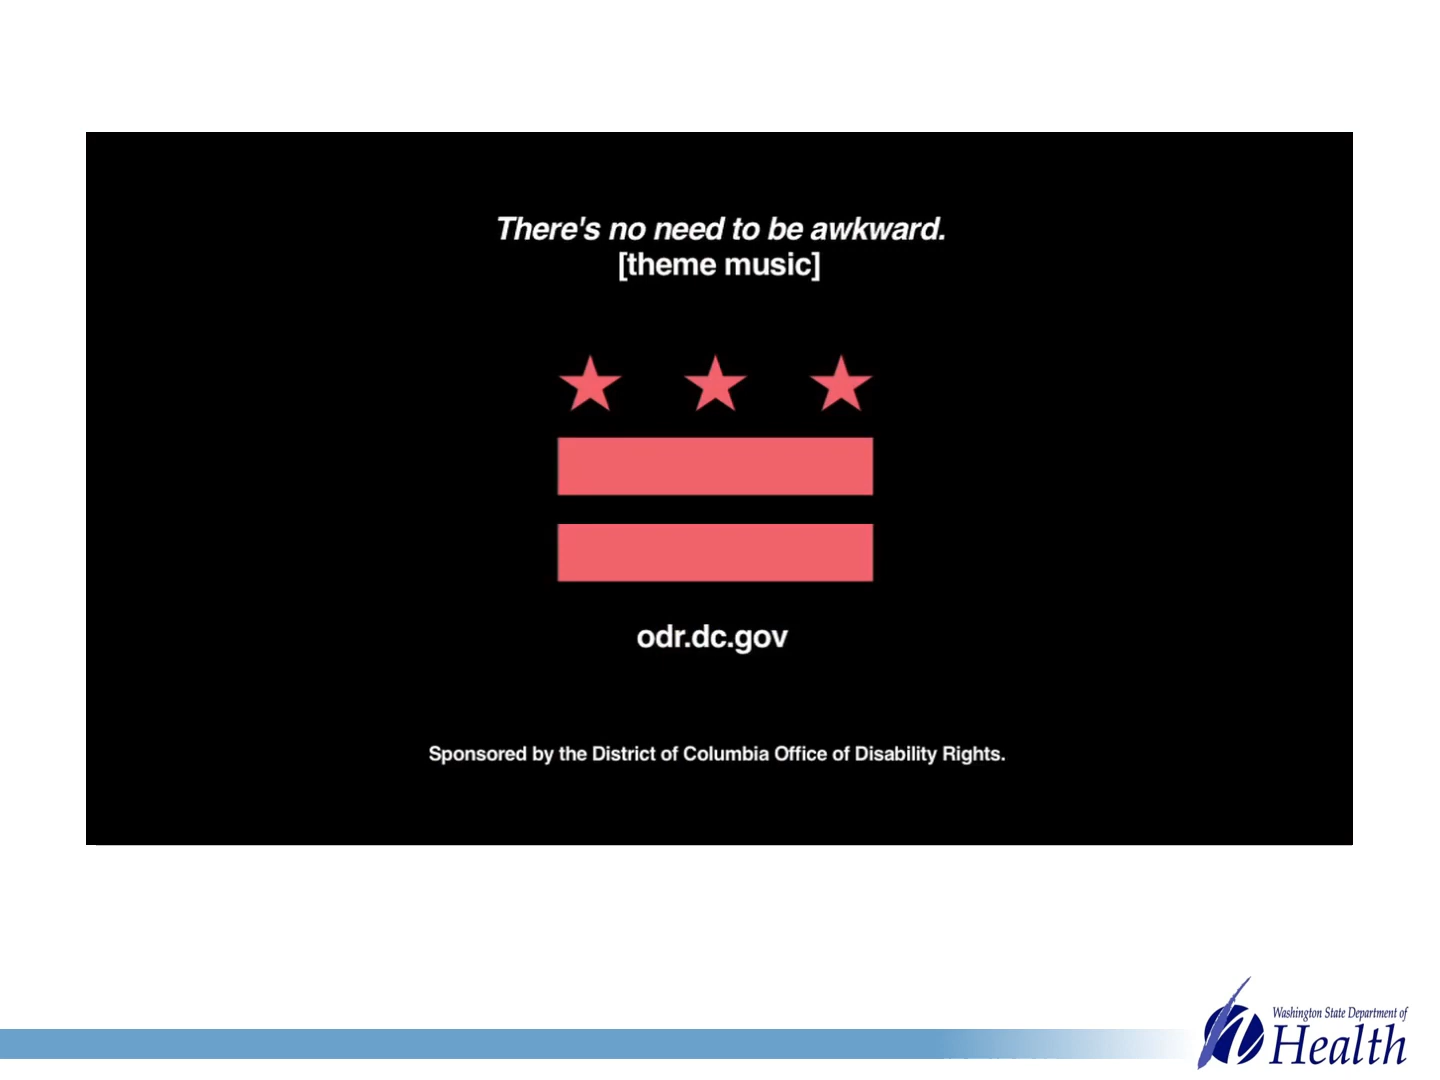 There's no need to be awkward.
[theme music]
odr.dc.gov
Sponsored by the District of Columbia Office of Disability Rights.
Washington State Department of
Health